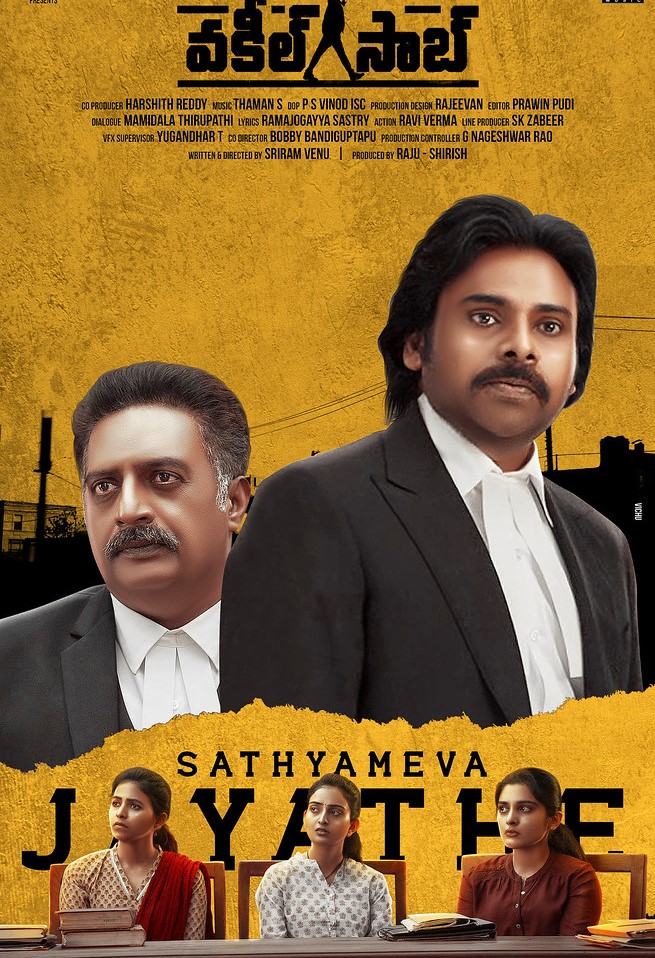 PRESENTS
MUSIC
వకీల్ సాబ్
CO PRODUCER HARSHITH REDDY MUSIC THAMAN S DOP P S VINOD ISC PRODUCTION DESIGN RAJEEVAN EDITOR PRAWIN PUDI
DIALOGUE MAMIDALA THIRUPATHI LYRICS RAMAJOGAYYA SASTRY ACTION RAVI VERMA LINE PRODUCER SK ZABEER
VFX SUPERVISOR YUGANDHAR T CO DIRECTOR BOBBY BANDIGUPTAPU PRODUCTION CONTROLLER G NAGESHWAR RAO
WRITTEN & DIRECTED BY SRIRAM VENU | PRODUCED BY RAJU - SHIRISH
VICHU
SATHYAMEVA
JAYATHE